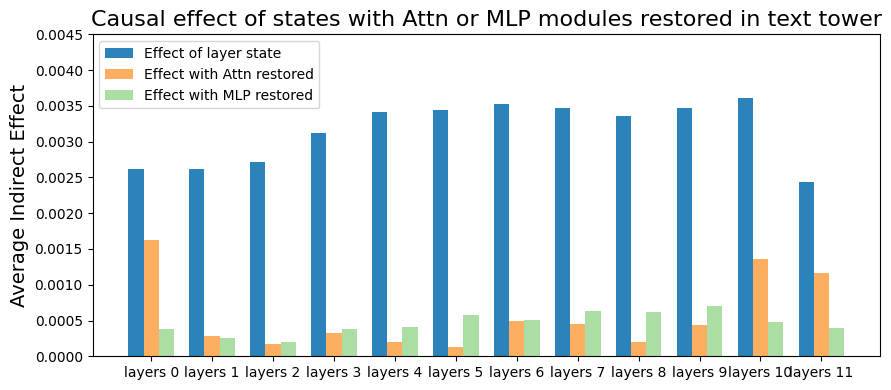 Causal effect of states with Attn or MLP modules restored in text tower
Average Indirect Effect
0.0045
0.0040
0.0035
0.0030
0.0025
0.0020
0.0015
0.0010
0.0005
0.0000
Effect of layer state
Effect with Attn restored
Effect with MLP restored
layers 0 layers 1 layers 2 layers 3 layers 4 layers 5 layers 6 layers 7 layers 8 layers 9 layers 10 layers 11